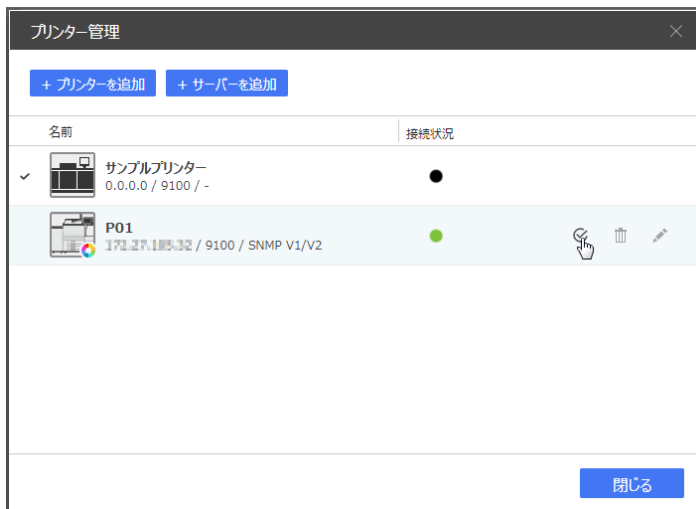 プリンター管理
+ プリンターを追加
+ サーバーを追加
名前
接続状況
サンプルプリンター
0.0.0.0 / 9100 / -
P01
/ 9100 / SNMP V1/V2
閉じる